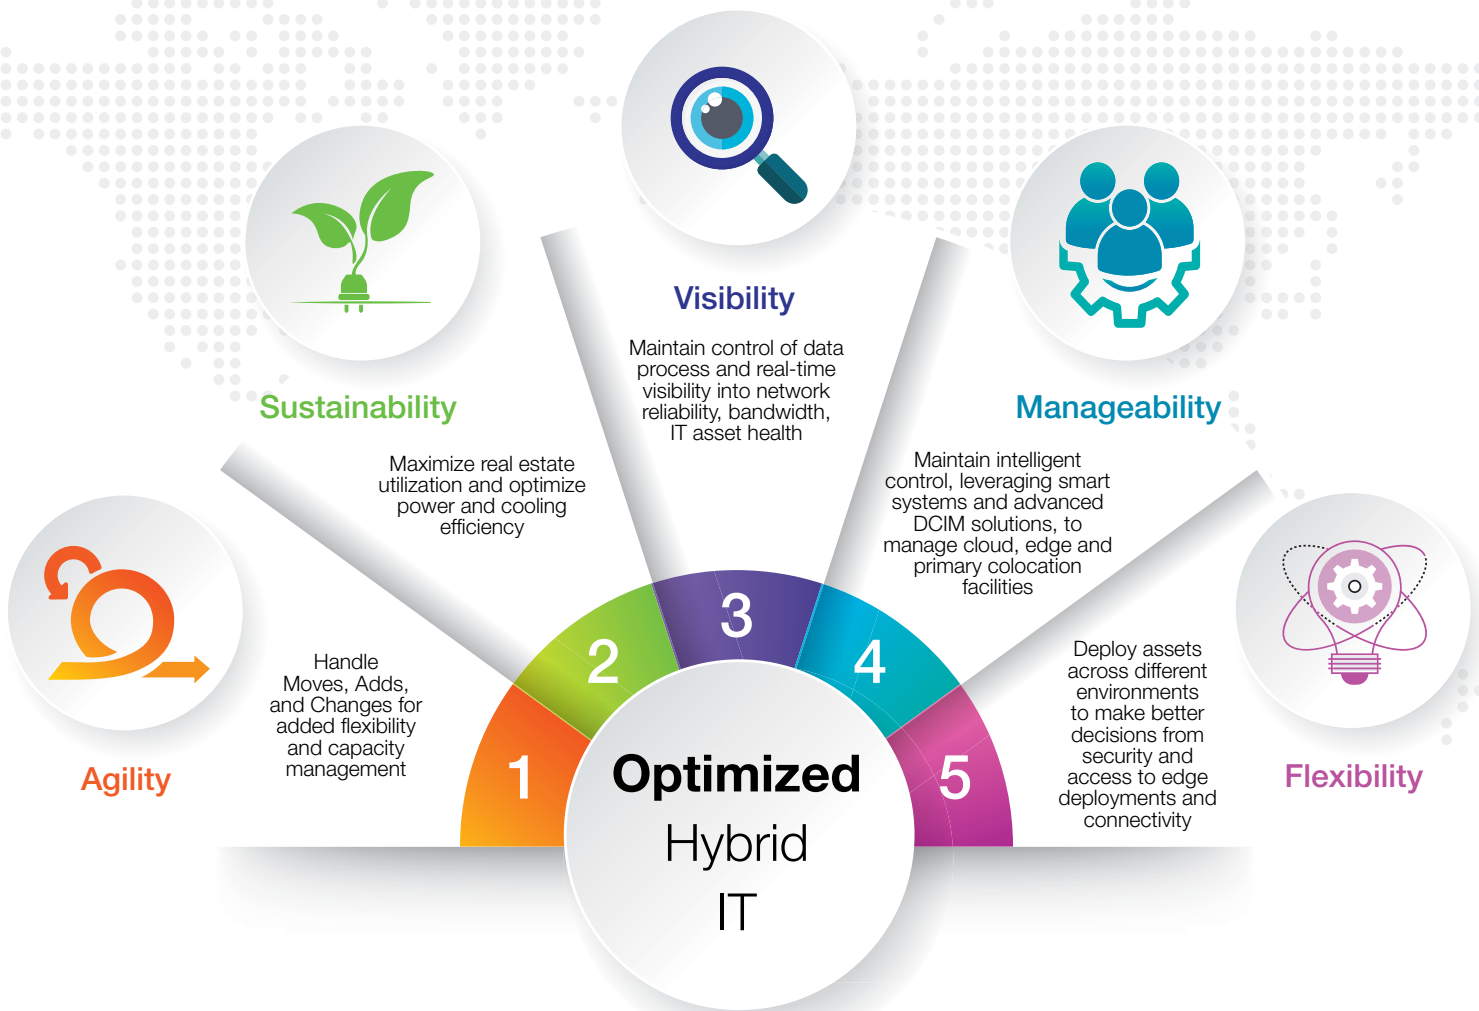 Agility
Handle
Moves, Adds,
and Changes for
added flexibility
and capacity
management
1
Sustainability
Maximize real estate
utilization and optimize
power and cooling
efficiency
2
Visibility
Maintain control of data
process and real-time
visibility into network
reliability, bandwidth,
IT asset health
3
Manageability
Maintain intelligent
control, leveraging smart
systems and advanced
DCIM solutions, to
manage cloud, edge and
primary colocation
facilities
4
Flexibility
Deploy assets
across different
environments
to make better
decisions from
security and
access to edge
deployments and
connectivity
5
Optimized
Hybrid
IT